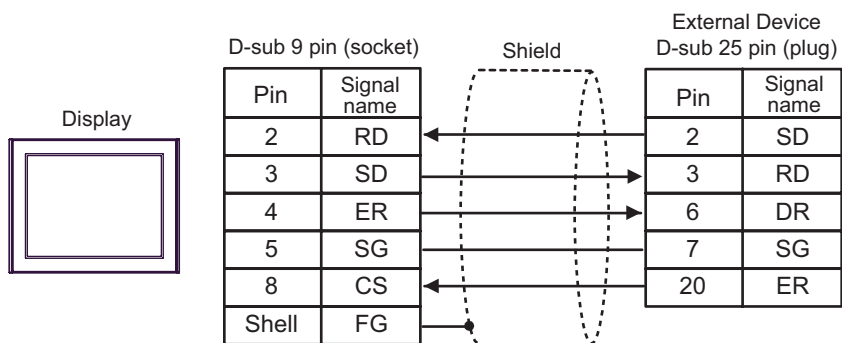 External Device
D-sub 9 pin (socket) Shield D-sub 25 pin (plug)
Display
Pin Signal name Pin Signal name
2 RD 2 SD
3 SD 3 RD
4 ER 6 DR
5 SG 7 SG
8 CS 20 ER
Shell FG